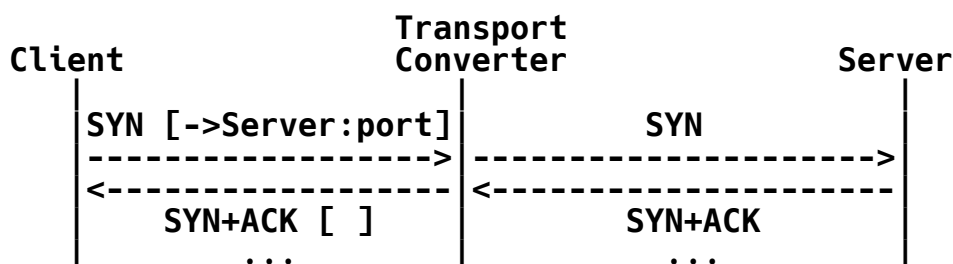 Transport
Client Converter Server
SYN [->Server:port] SYN
------------------> --------------------->
<------------------ <---------------------
SYN+ACK [ ] SYN+ACK
... ...